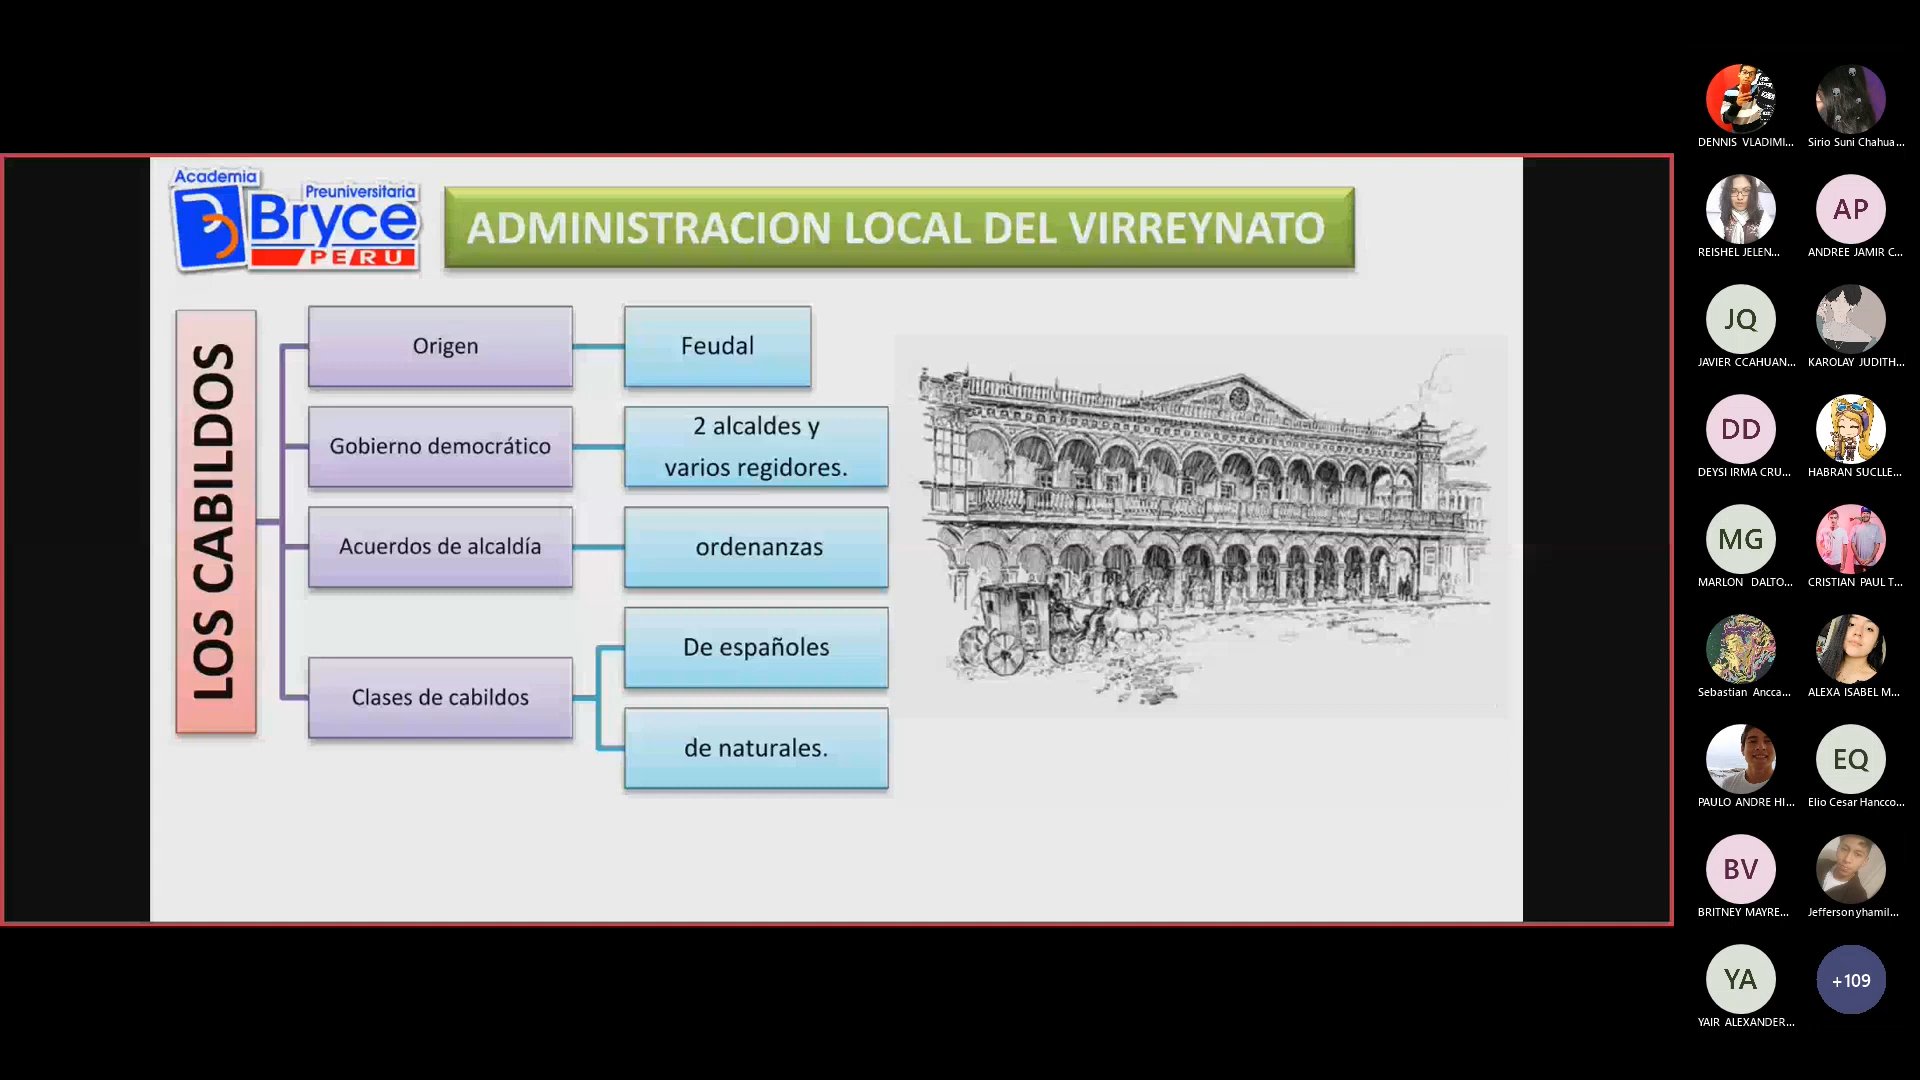 Academia
Preuniversitaria
Bryce
PERU
ADMINISTRACION LOCAL DEL VIRREYNATO
LOS CABILDOS
Origen
Feudal
Gobierno democrático
2 alcaldes y
varios regidores.
Acuerdos de alcaldía
ordenanzas
Clases de cabildos
De españoles
de naturales.
DENNIS VLADIMI...
Sirio Suni Chahua...
REISHEL JELEN...
AP
ANDREE JAMIR C...
JQ
JAVIER CCAHUAN...
KAROLAY JUDITH...
DD
DEYSI IRMA CRU...
HABRAN SUCLLE...
MG
MARLON DALTO...
CRISTIAN PAUL T...
Sebastian Ancca...
ALEXA ISABEL M...
PAULO ANDRE HI...
EQ
Elio Cesar Hancco...
BV
BRITNEY MAYRE...
Jefferson yhamil...
YA
YAIR ALEXANDER...
+109